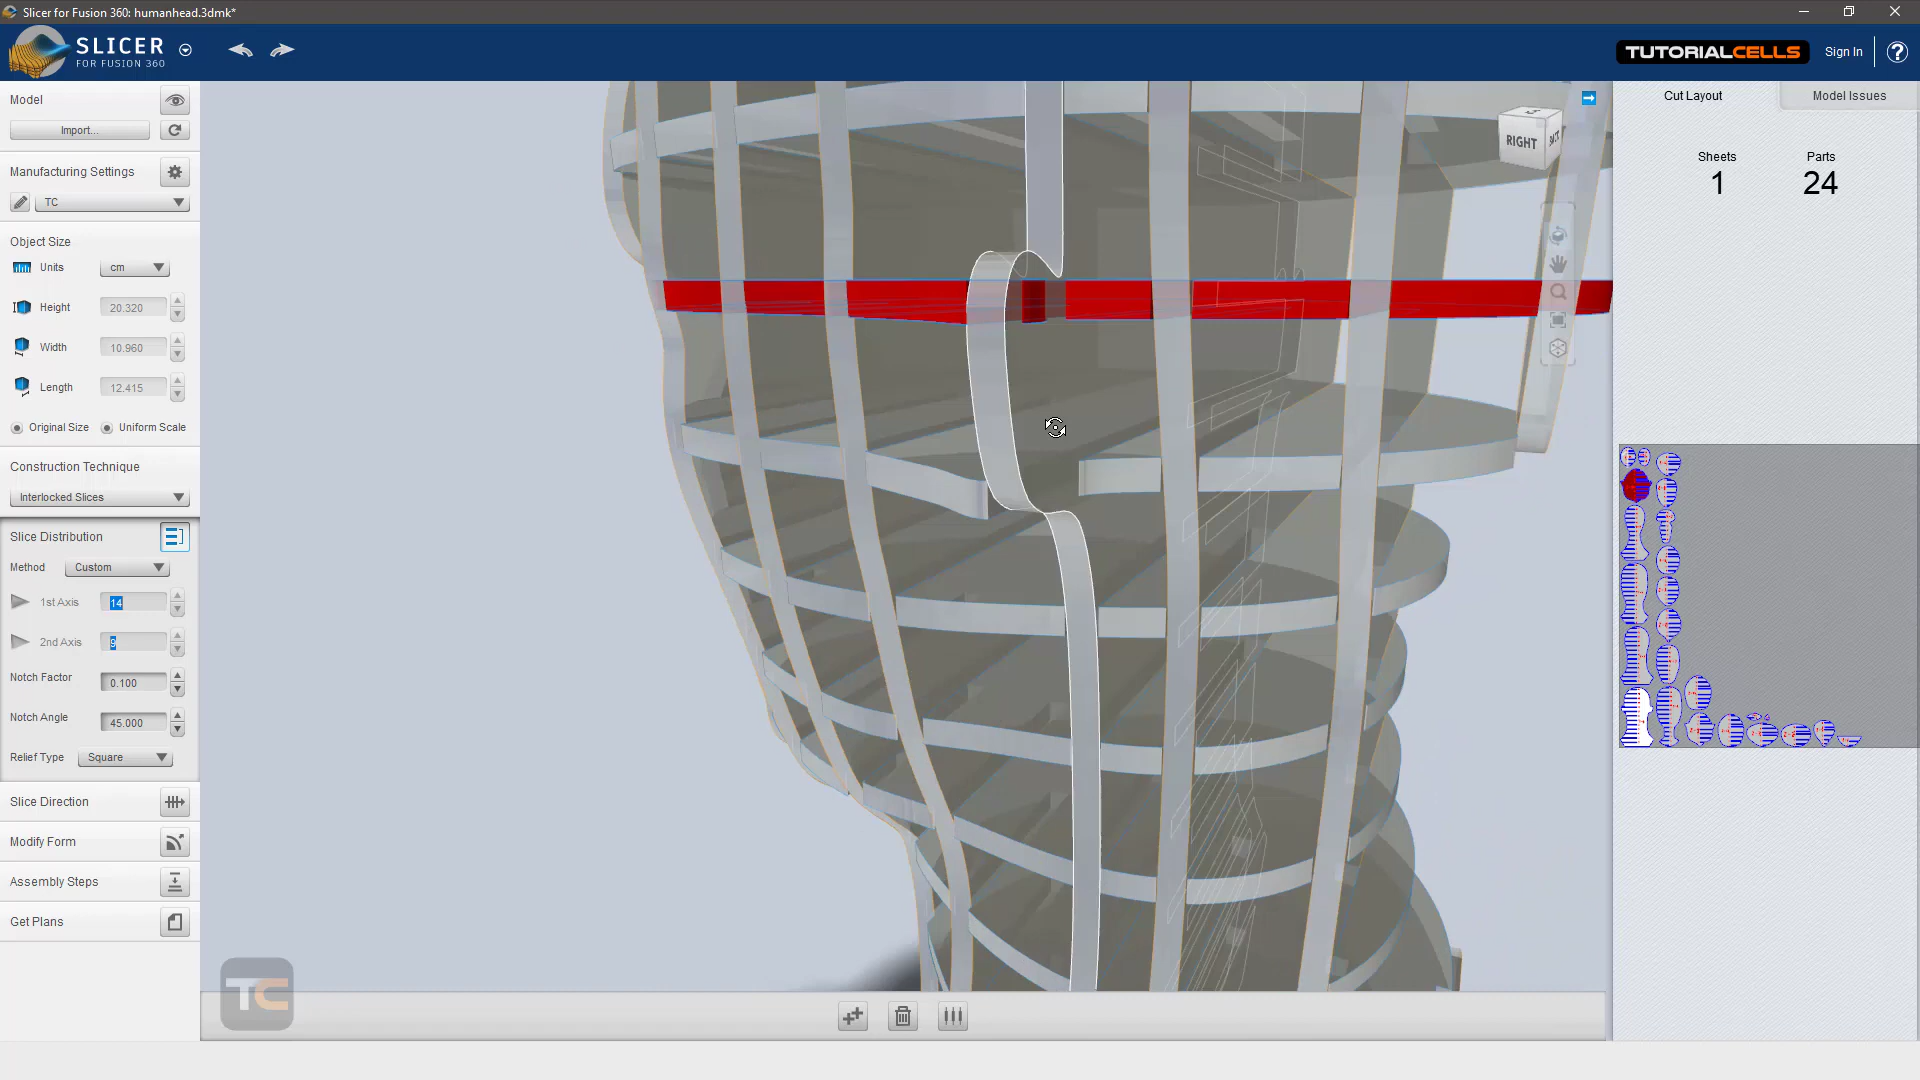 Slicer for Fusion 360: humanhead.3dmk*
SLICER
FOR FUSION 360
TUTORIALCELLS
Sign In
?
Model
Import...
Manufacturing Settings
TC
Object Size
Units
cm
Height
20.320
Width
10.960
Length
12.415
Original Size
Uniform Scale
Construction Technique
Interlocked Slices
Slice Distribution
Method
Custom
1st Axis
14
2nd Axis
9
Notch Factor
0.100
Notch Angle
45.000
Relief Type
Square
Slice Direction
Modify Form
Assembly Steps
Get Plans
RIGHT
BACK
Cut Layout
Model Issues
Sheets
Parts
1
24
TC